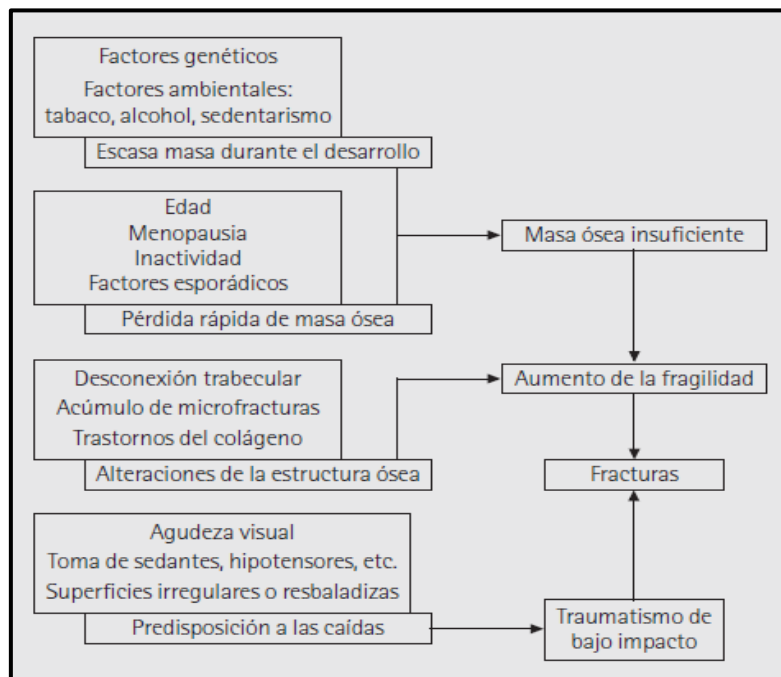 Factores genéticos
Factores ambientales:
tabaco, alcohol, sedentarismo
Escasa masa durante el desarrollo
Edad
Menopausia
Inactividad
Factores esporádicos
Pérdida rápida de masa ósea
Masa ósea insuficiente
Desconexión trabecular
Acúmulo de microfracturas
Trastornos del colágeno
Alteraciones de la estructura ósea
Aumento de la fragilidad
Fracturas
Agudeza visual
Toma de sedantes, hipotensores, etc.
Superficies irregulares o resbaladizas
Predisposición a las caídas
Traumatismo de
bajo impacto